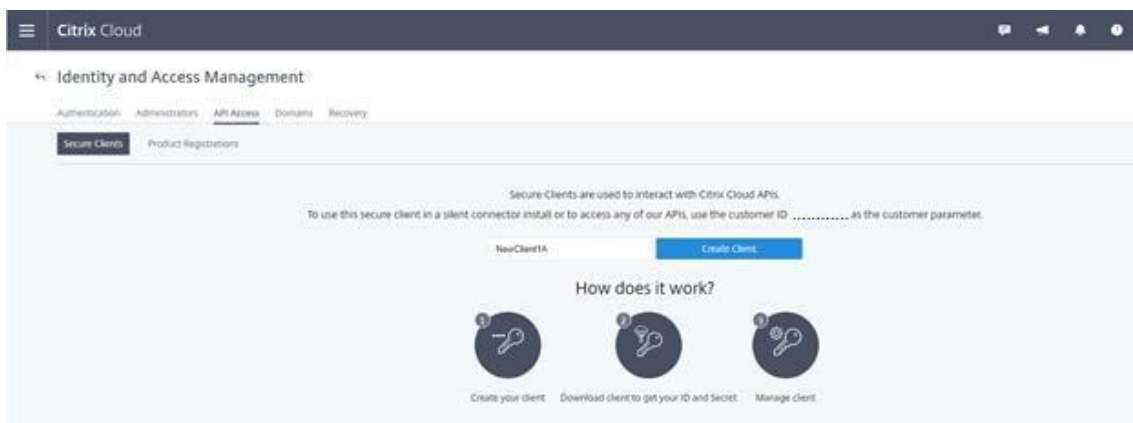 Citrix Cloud
Identity and Access Management
Authentication Administrators API Access Domains Recovery
Secure Clients Product Registrations
Secure Clients are used to interact with Citrix Cloud APIs.
To use this secure client in a silent connector install or to access any of our APIs, use the customer ID ............. as the customer parameter.
NewClient1A Create Client
How does it work?
1 2 3
Create your client Download client to get your ID and Secret Manage client